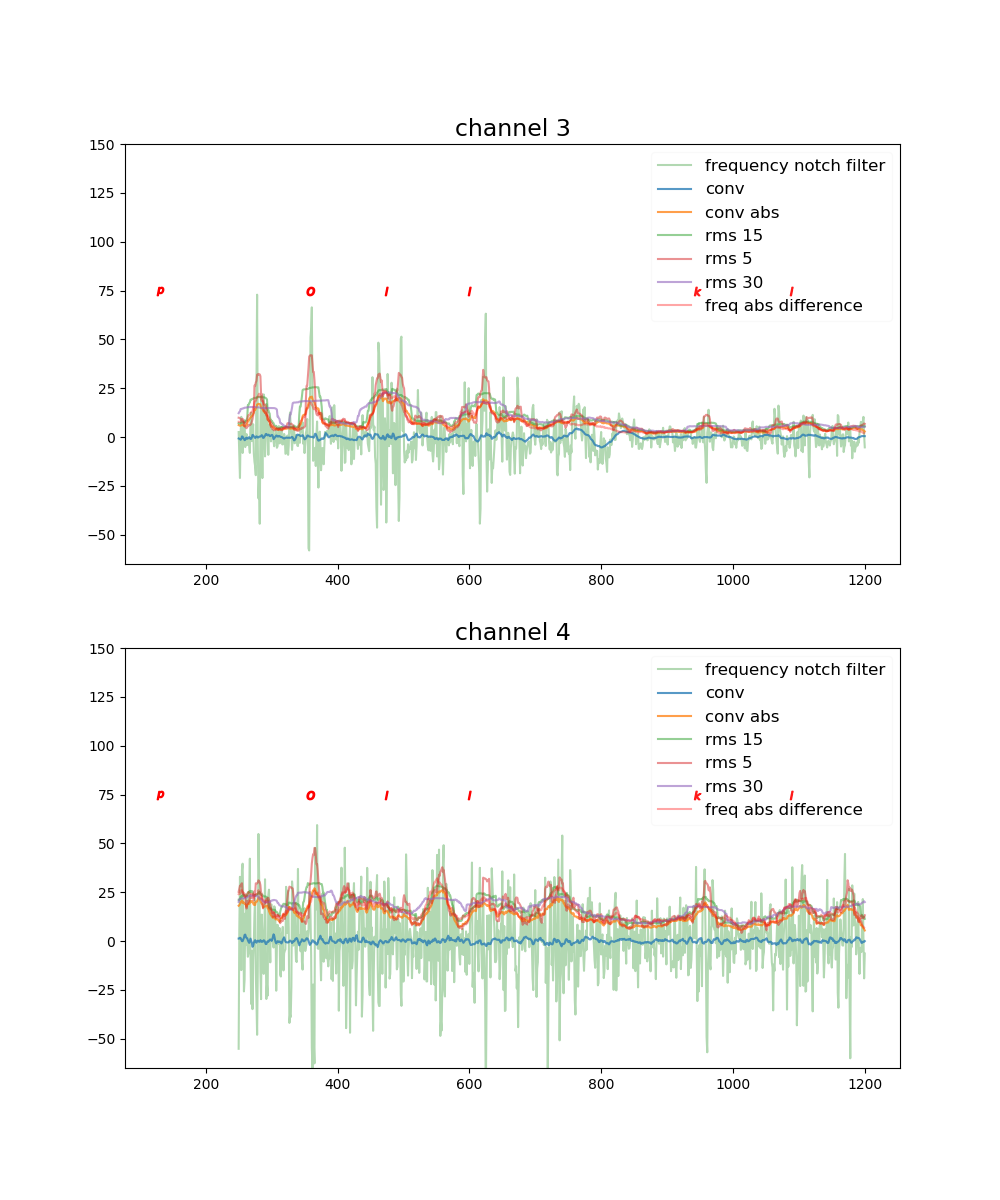 channel 3
150
125
100
75
50
25
0
−25
−50
frequency notch filter
conv
conv abs
rms 15
rms 5
rms 30
freq abs difference
p o l l k l
200 400 600 800 1000 1200
channel 4
150
125
100
75
50
25
0
−25
−50
frequency notch filter
conv
conv abs
rms 15
rms 5
rms 30
freq abs difference
p o l l k l
200 400 600 800 1000 1200